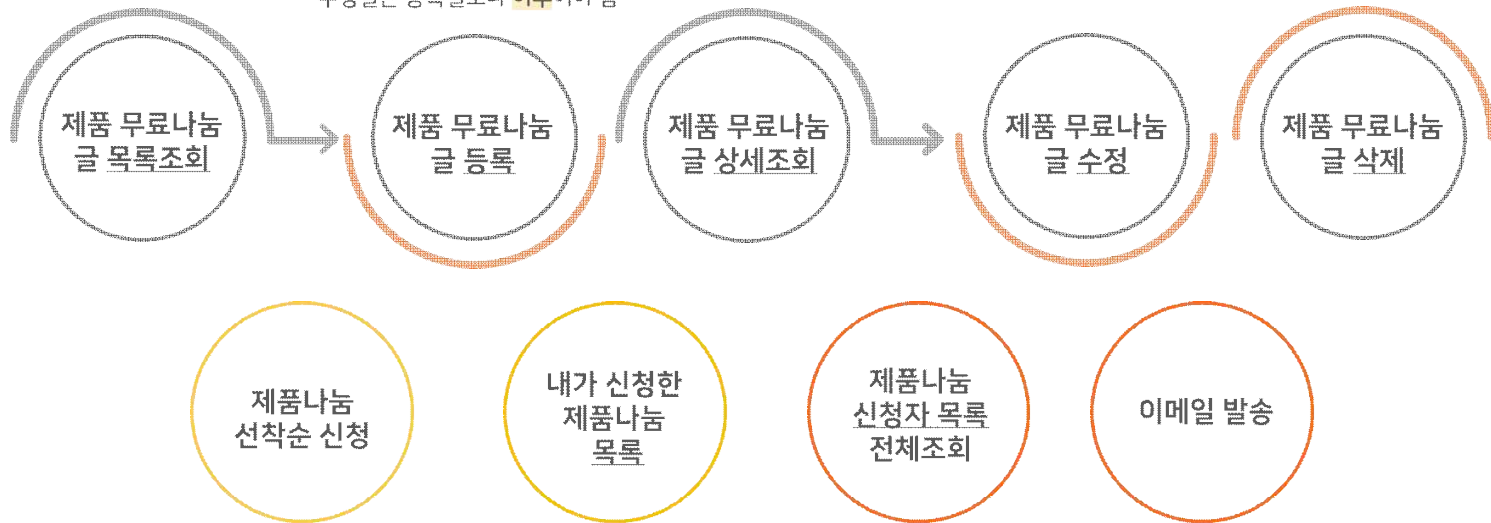 이후
제품 무료나눔
글 목록조회
제품 무료나눔
글 등록
제품 무료나눔
글 상세조회
제품 무료나눔
글 수정
제품 무료나눔
글 삭제
제품나눔
선착순 신청
내가 신청한
제품나눔
목록
제품나눔
신청자 목록
전체조회
이메일 발송